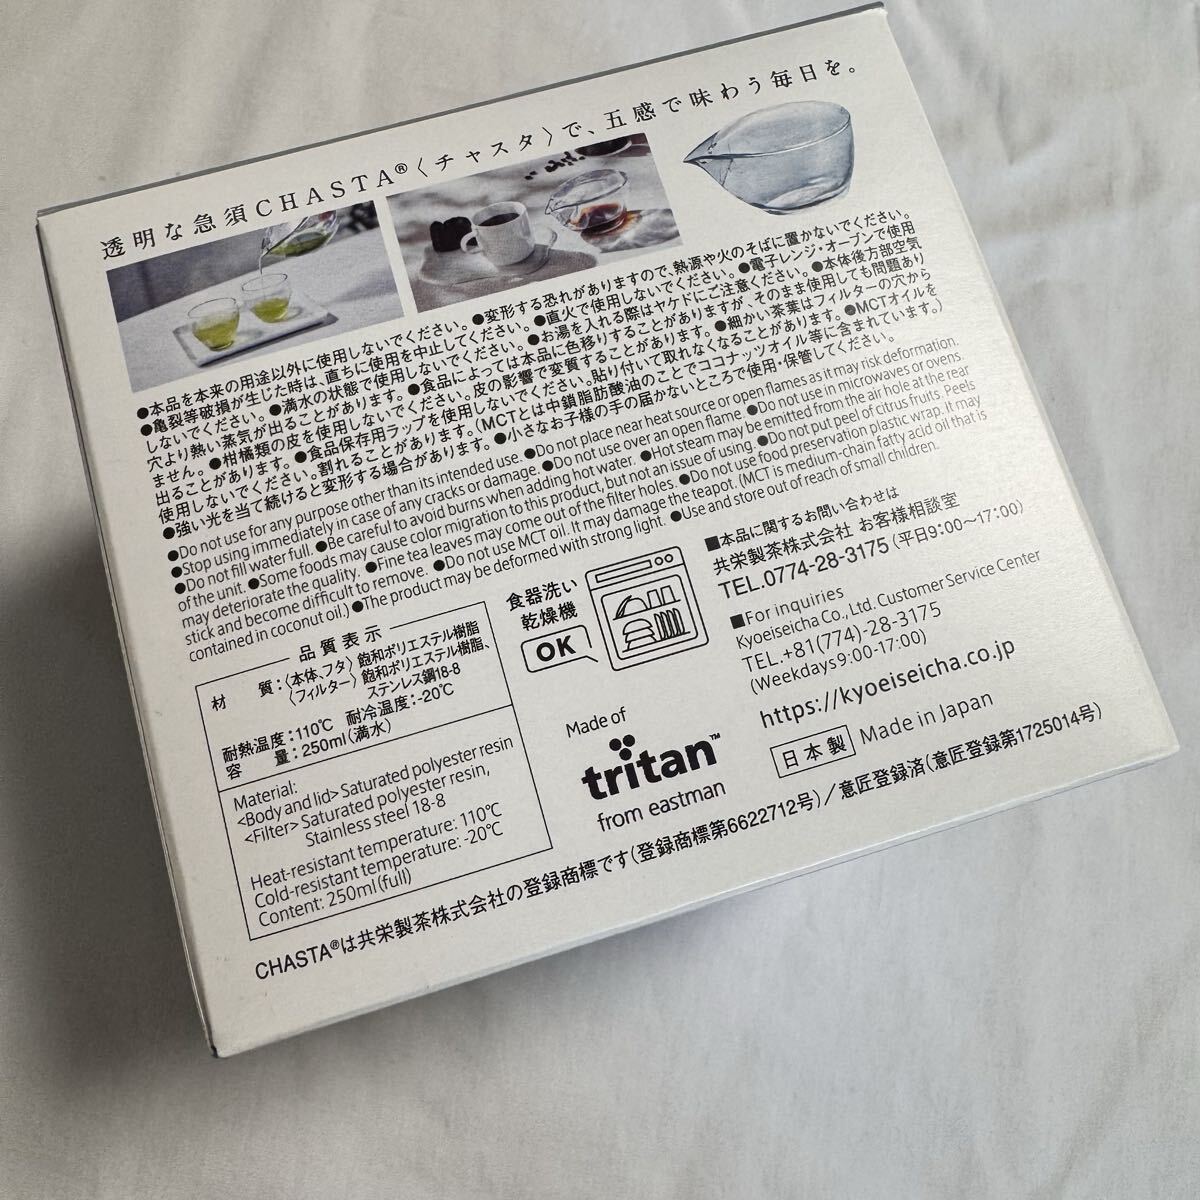 透明な急須CHASTA®〈チャスタ〉で、五感で味わう毎日を。
●本品を本来の用途以外に使用しないでください。●変形する恐れがありますので、熱源や火のそばに置かないでください。
●亀裂等破損が生じた時は、直ちに使用を中止してください。●直火で使用しないでください。●電子レンジ・オーブンで使用
しないでください。●満水の状態で使用しないでください。●お湯を入れる際はヤケドにご注意ください。●本体後方部空気
穴より熱い蒸気が出ることがあります。●食品によっては本品に色移りすることがありますが、そのまま使用しても問題あり
ません。●柑橘類の皮を使用しないでください。皮の影響で変質することがあります。●細かい茶葉はフィルターの穴から
出ることがあります。●食品保存用ラップを使用しないでください。貼り付いて取れなくなることがあります。●MCTオイルを
使用しないでください。割れることがあります。(MCTとは中鎖脂肪酸油のことでココナッツオイル等に含まれています。)
●強い光を当て続けると変形する場合があります。●小さなお子様の手の届かないところで使用・保管してください。
●Do not use for any purpose other than its intended use. ●Do not place near heat source or open flames as it may risk deformation.
●Stop using immediately in case of any cracks or damage. ●Do not use over an open flame. ●Do not use in microwaves or ovens.
●Do not fill water full. ●Be careful to avoid burns when adding hot water. ●Hot steam may be emitted from the air hole at the rear
of the unit. ●Some foods may cause color migration to this product, but not an issue of using. ●Do not put peel of citrus fruits. Peels
may deteriorate the quality. ●Fine tea leaves may come out of the filter holes. ●Do not use food preservation plastic wrap. It may
stick and become difficult to remove. ●Do not use MCT oil. It may damage the teapot. (MCT is medium-chain fatty acid oil that is
contained in coconut oil.) ●The product may be deformed with strong light. ●Use and store out of reach of small children.
品質表示
材質:〈本体、フタ〉飽和ポリエステル樹脂
〈フィルター〉飽和ポリエステル樹脂、
ステンレス鋼18-8
耐熱温度:110℃ 耐冷温度:-20℃
容量:250ml(満水)
Material:
<Body and lid> Saturated polyester resin
<Filter> Saturated polyester resin,
Stainless steel 18-8
Heat-resistant temperature: 110℃
Cold-resistant temperature: -20℃
Content: 250ml(full)
食器洗い
乾燥機
OK
Made of
tritan™
from eastman
■本品に関するお問い合わせは
共栄製茶株式会社 お客様相談室
TEL.0774-28-3175 (平日9:00〜17:00)
■For inquiries
Kyoeiseicha Co., Ltd. Customer Service Center
TEL.+81(774)-28-3175
(Weekdays9:00-17:00)
https://kyoeiseicha.co.jp
日本製 Made in Japan
CHASTA®は共栄製茶株式会社の登録商標です(登録商標第6622712号)/意匠登録済(意匠登録第1725014号)